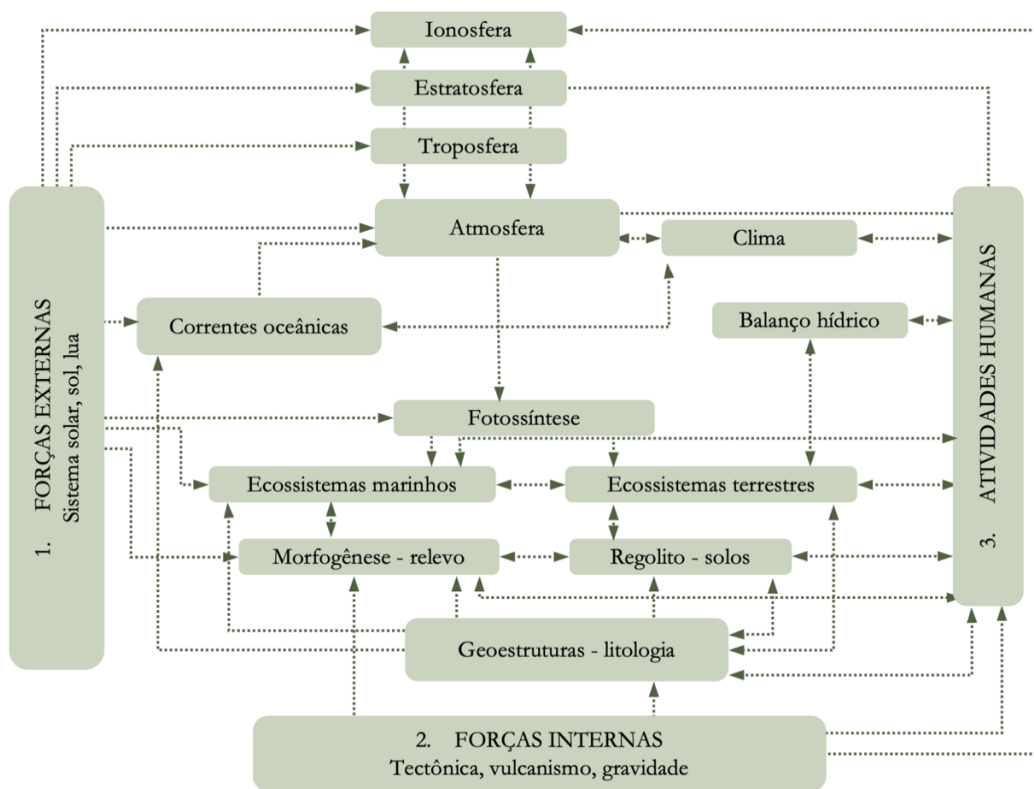 Ionosfera
Estratosfera
Troposfera
Atmosfera
Clima
Correntes oceânicas
Balanço hídrico
1. FORÇAS EXTERNAS
Sistema solar, sol, lua
3. ATIVIDADES HUMANAS
Fotossíntese
Ecossistemas marinhos
Ecossistemas terrestres
Morfogênese - relevo
Regolito - solos
Geoestruturas - litologia
2. FORÇAS INTERNAS
Tectônica, vulcanismo, gravidade